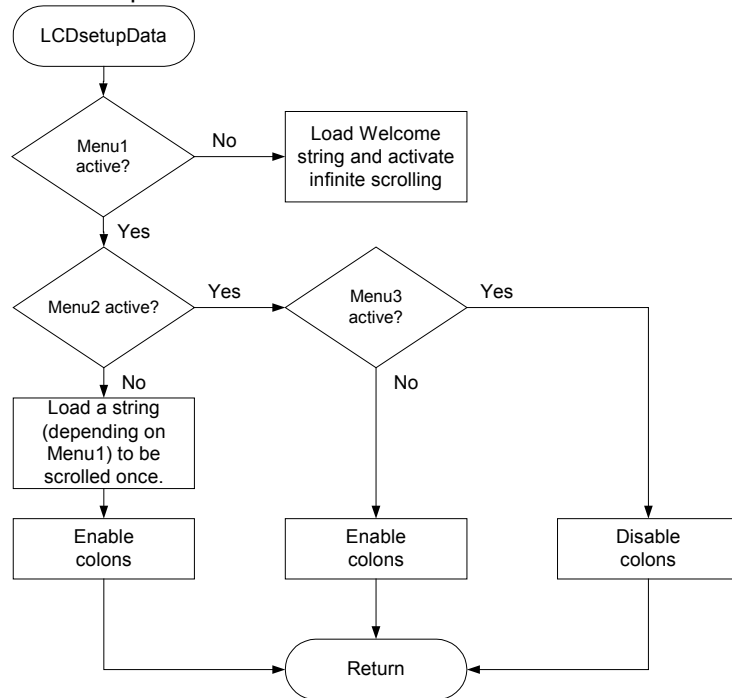 LCDsetupData
Menu1
active?
No
Load Welcome
string and activate
infinite scrolling
Yes
Menu2 active?
Yes
Menu3
active?
Yes
No
Load a string
(depending on
Menu1) to be
scrolled once.
No
Enable
colons
Enable
colons
Disable
colons
Return